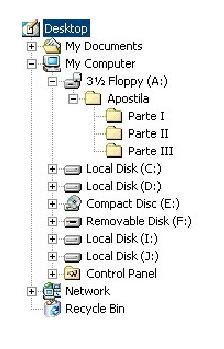 Desktop
My Documents
My Computer
3½ Floppy (A:)
Apostila
Parte I
Parte II
Parte III
Local Disk (C:)
Local Disk (D:)
Compact Disc (E:)
Removable Disk (F:)
Local Disk (I:)
Local Disk (J:)
Control Panel
Network
Recycle Bin